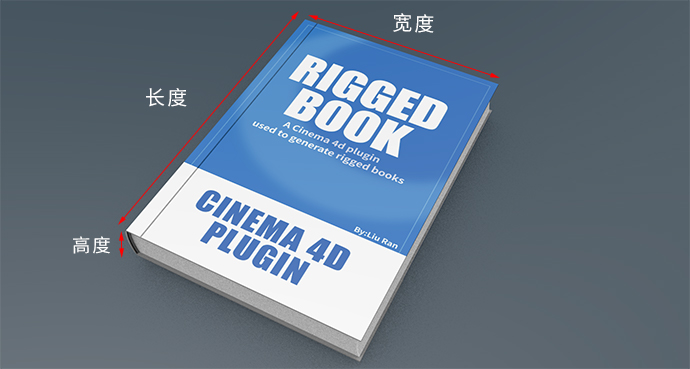 宽度
长度
RIGGED
BOOK
A Cinema 4d plugin
used to generate rigged books
By:Liu Ran
CINEMA 4D
PLUGIN
高度